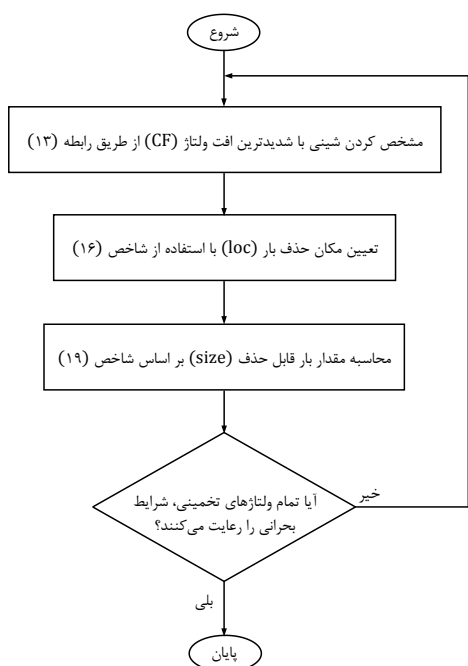 شروع
مشخص کردن شینی با شدیدترین افت ولتاژ (CF) از طریق رابطه (۱۳)
تعیین مکان حذف بار (loc) با استفاده از شاخص (۱۶)
محاسبه مقدار بار قابل حذف (size) بر اساس شاخص (۱۹)
آیا تمام ولتاژهای تخمینی، شرایط
بحرانی را رعایت می‌کنند؟
خیر
بلی
پایان